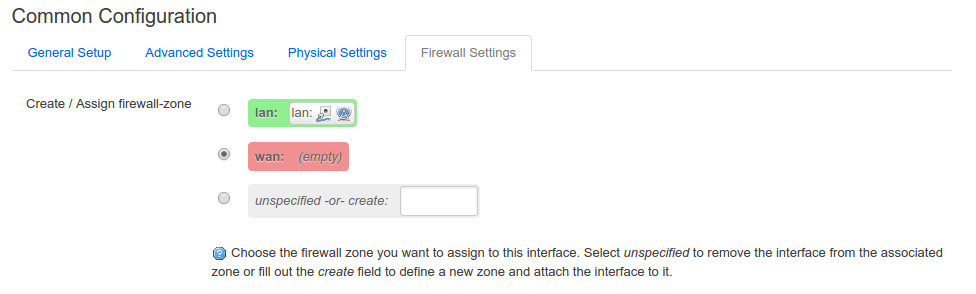 Common Configuration
General Setup Advanced Settings Physical Settings Firewall Settings
Create / Assign firewall-zone
lan: lan:
wan: (empty)
unspecified -or- create:
Choose the firewall zone you want to assign to this interface. Select unspecified to remove the interface from the associated
zone or fill out the create field to define a new zone and attach the interface to it.